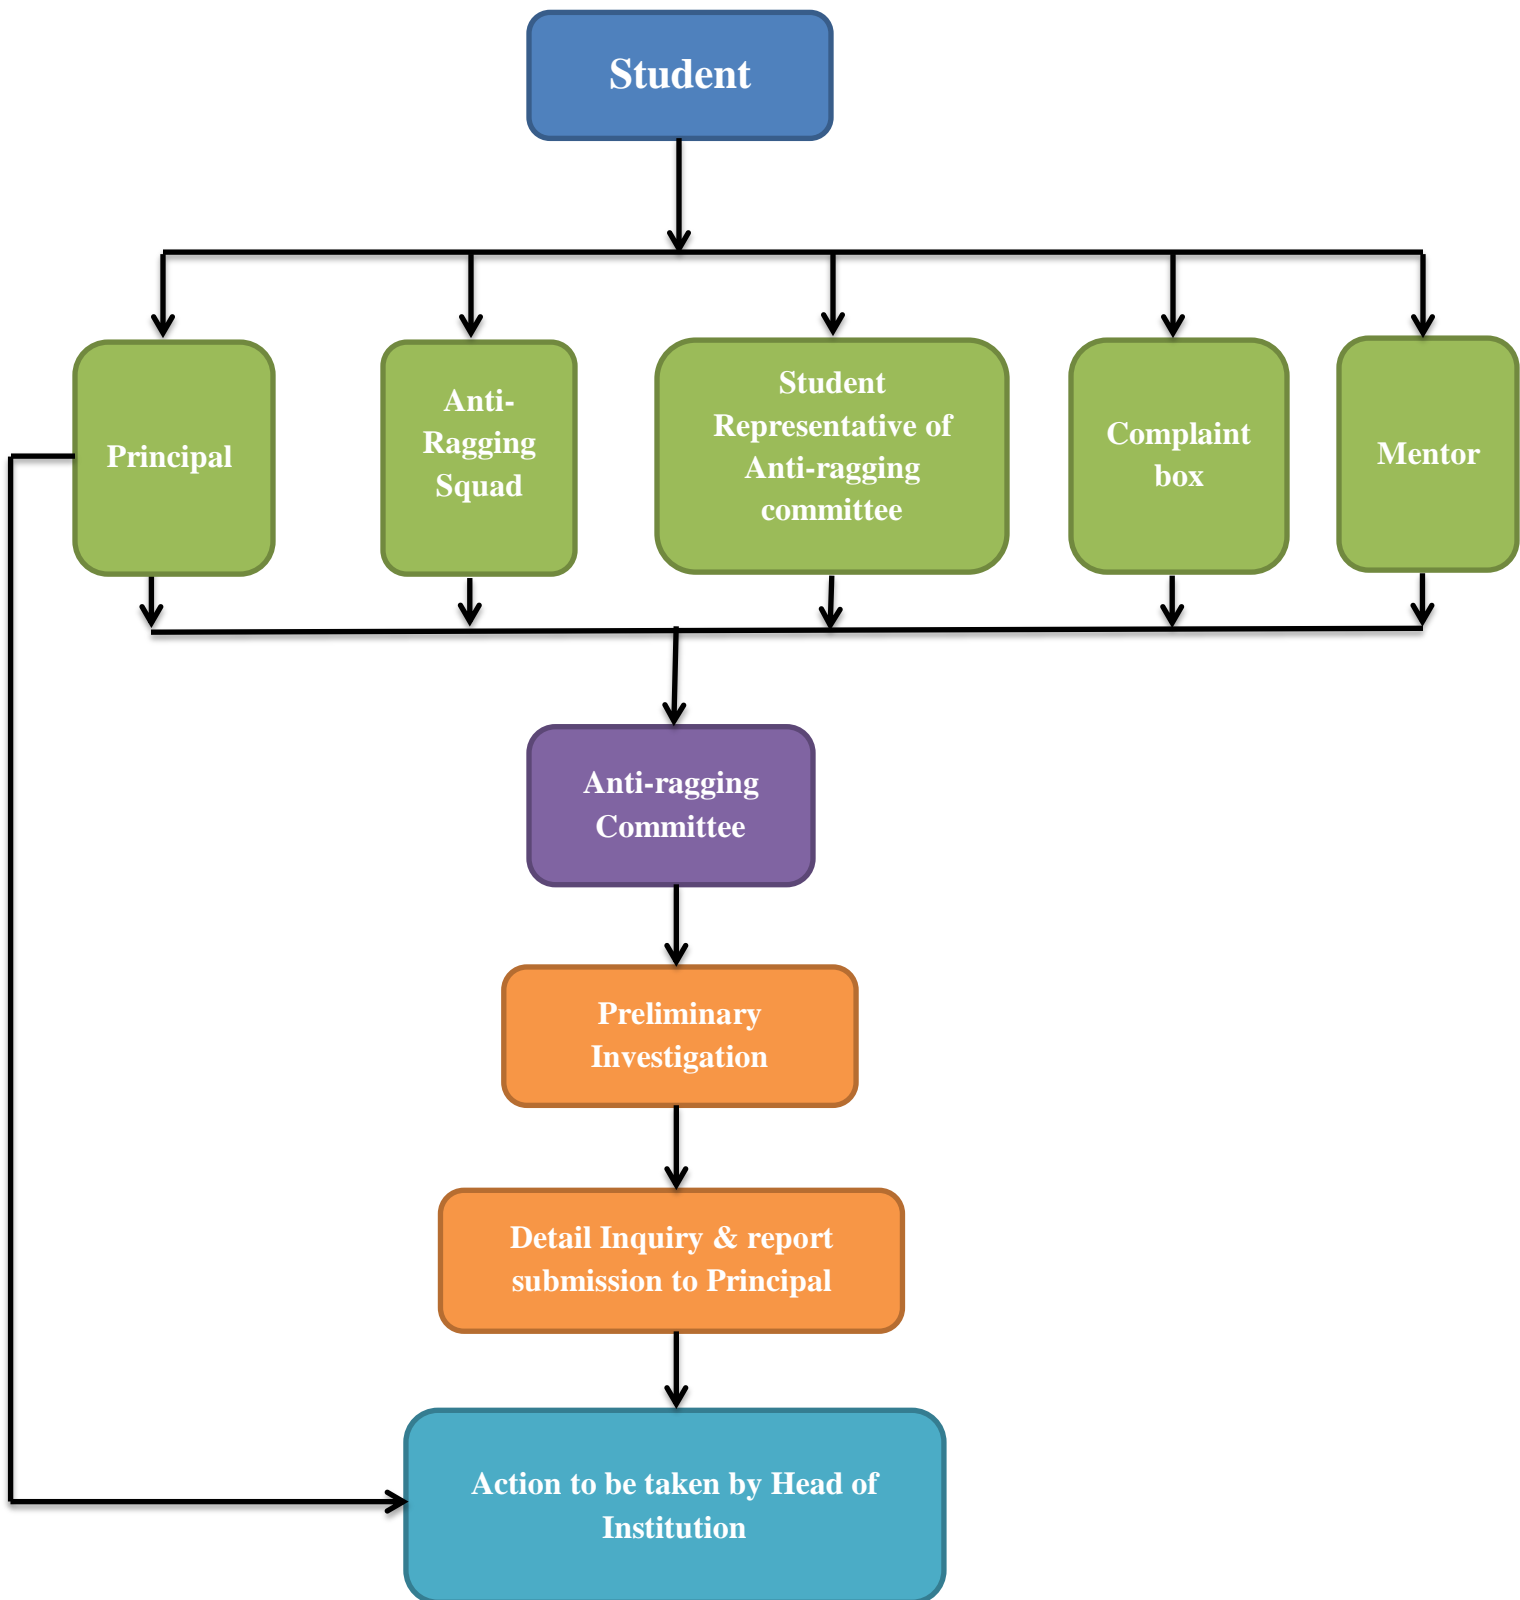 Student
Principal
Anti-
Ragging
Squad
Student
Representative of
Anti-ragging
committee
Complaint
box
Mentor
Anti-ragging
Committee
Preliminary
Investigation
Detail Inquiry & report
submission to Principal
Action to be taken by Head of
Institution